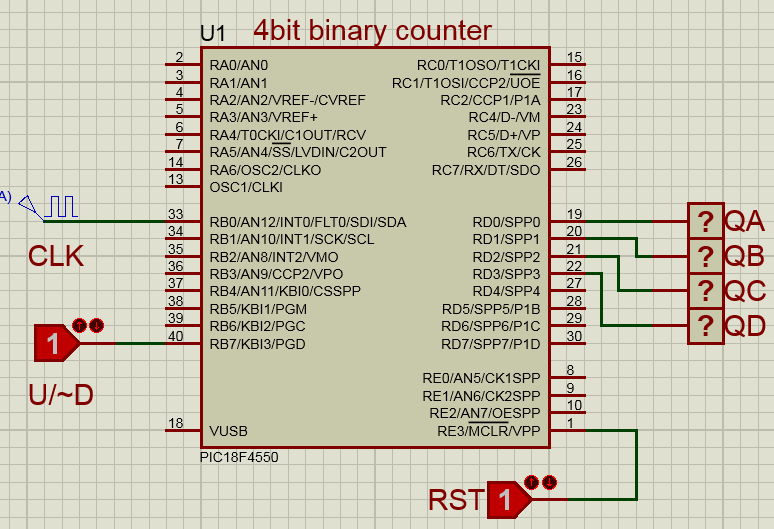 U1 4bit binary counter
2 RA0/AN0 RC0/T1OSO/T1CKI 15
3 RA1/AN1 RC1/T1OSI/CCP2/UOE 16
4 RA2/AN2/VREF-/CVREF RC2/CCP1/P1A 17
5 RA3/AN3/VREF+ RC4/D-/VM 23
6 RA4/T0CKI/C1OUT/RCV RC5/D+/VP 24
7 RA5/AN4/SS/LVDIN/C2OUT RC6/TX/CK 25
14 RA6/OSC2/CLKO RC7/RX/DT/SDO 26
13 OSC1/CLKI
A)
33 RB0/AN12/INT0/FLT0/SDI/SDA RD0/SPP0 19 ? QA
34 RB1/AN10/INT1/SCK/SCL RD1/SPP1 20
CLK 35 RB2/AN8/INT2/VMO RD2/SPP2 21 ? QB
36 RB3/AN9/CCP2/VPO RD3/SPP3 22
37 RB4/AN11/KBI0/CSSPP RD4/SPP4 27 ? QC
38 RB5/KBI1/PGM RD5/SPP5/P1B 28
39 RB6/KBI2/PGC RD6/SPP6/P1C 29 ? QD
1 40 RB7/KBI3/PGD RD7/SPP7/P1D 30
RE0/AN5/CK1SPP 8
U/~D RE1/AN6/CK2SPP 9
RE2/AN7/OESPP 10
18 VUSB RE3/MCLR/VPP 1
PIC18F4550
RST 1